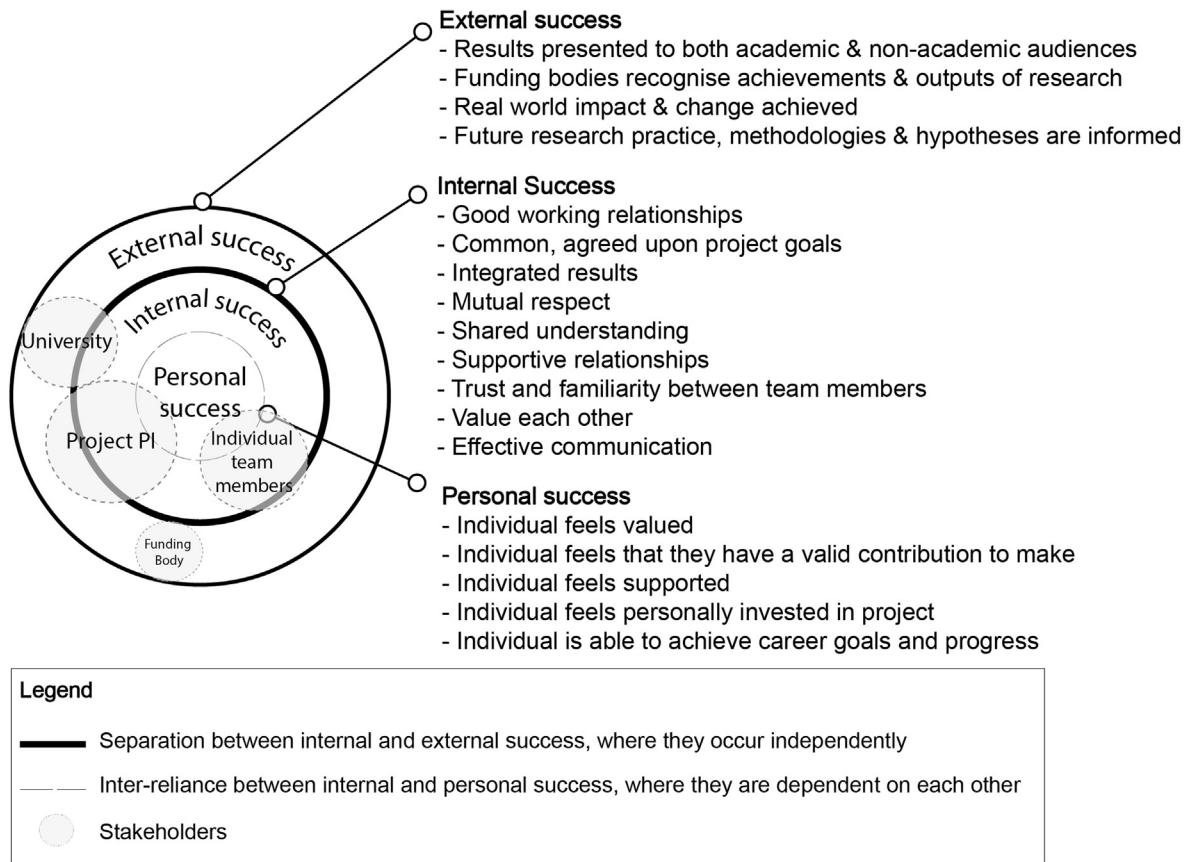 External success
- Results presented to both academic & non-academic audiences
- Funding bodies recognise achievements & outputs of research
- Real world impact & change achieved
- Future research practice, methodologies & hypotheses are informed
Internal Success
- Good working relationships
- Common, agreed upon project goals
- Integrated results
- Mutual respect
- Shared understanding
- Supportive relationships
- Trust and familiarity between team members
- Value each other
- Effective communication
Personal success
- Individual feels valued
- Individual feels that they have a valid contribution to make
- Individual feels supported
- Individual feels personally invested in project
- Individual is able to achieve career goals and progress
External success
Internal success
University
Personal
success
Project PI
Individual
team
members
Funding
Body
Legend
Separation between internal and external success, where they occur independently
Inter-reliance between internal and personal success, where they are dependent on each other
Stakeholders